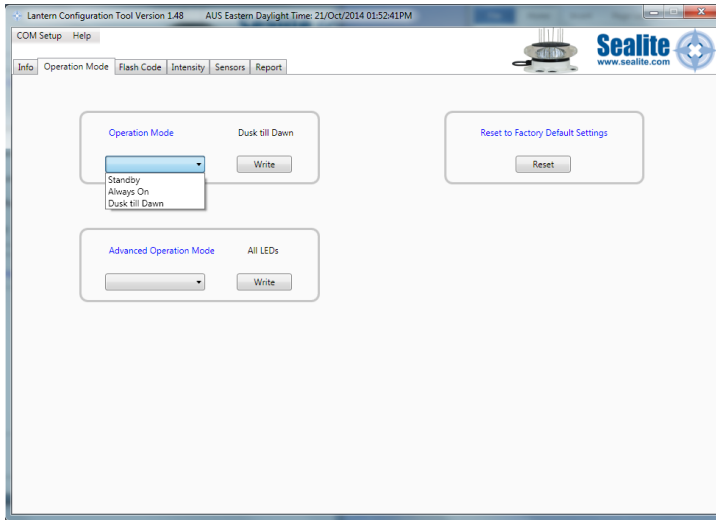 Lantern Configuration Tool Version 1.48 AUS Eastern Daylight Time: 21/Oct/2014 01:52:41PM
COM Setup Help
Sealite
www.sealite.com
Info Operation Mode Flash Code Intensity Sensors Report
Operation Mode Dusk till Dawn
Write
Standby
Always On
Dusk till Dawn
Reset to Factory Default Settings
Reset
Advanced Operation Mode All LEDs
Write